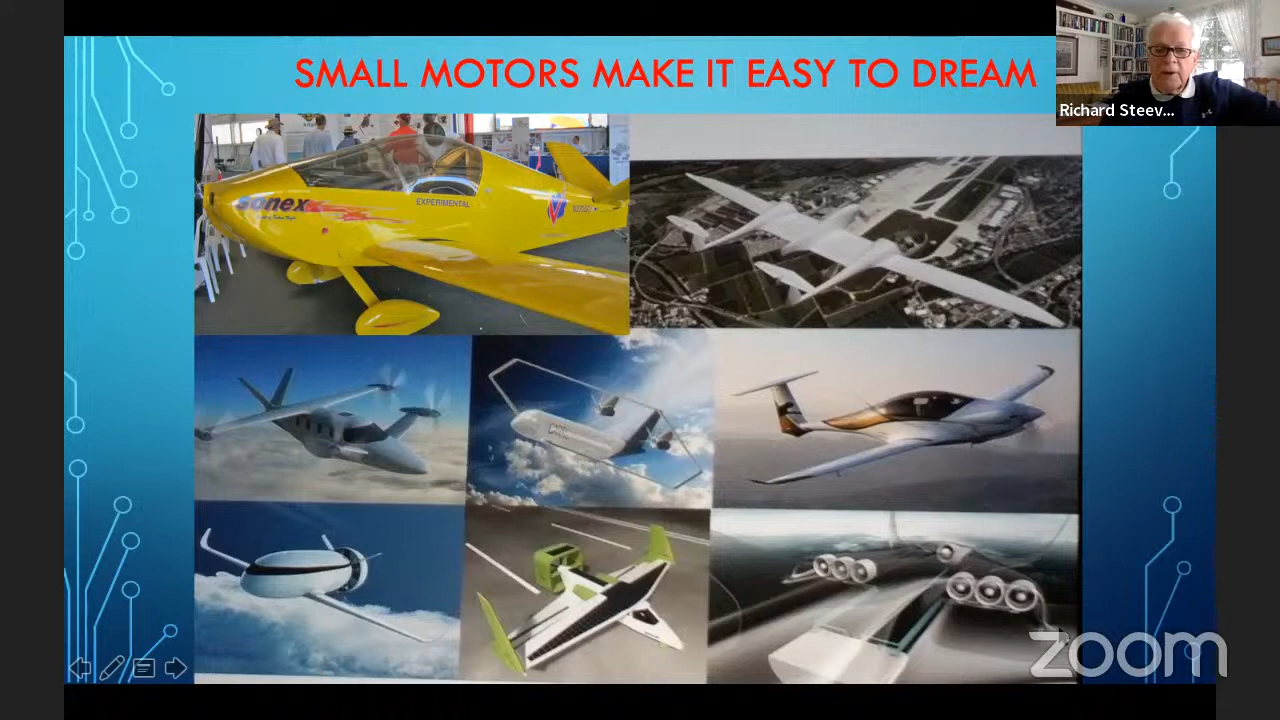 SMALL MOTORS MAKE IT EASY TO DREAM
Richard Steev...
sonex
EXPERIMENTAL
zoom